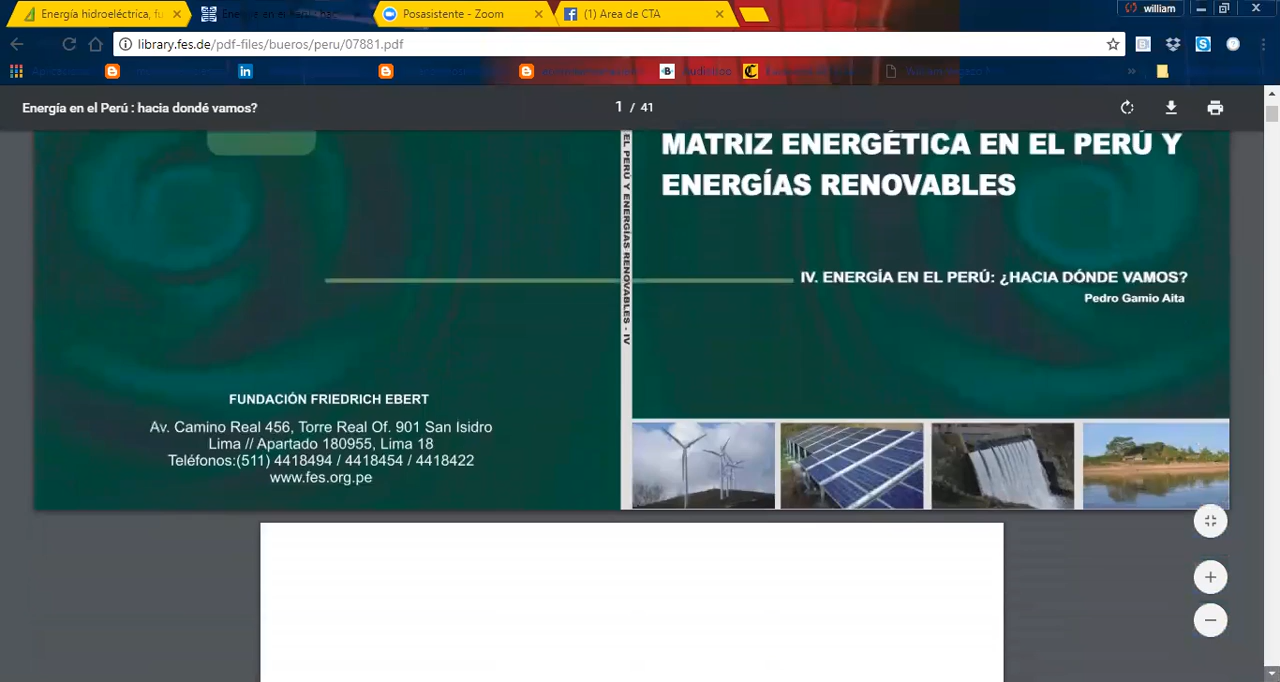 Energía hidroeléctrica, fu
Posasistente - Zoom
(1) Area de CTA
william
library.fes.de/pdf-files/bueros/peru/07881.pdf
Energía en el Perú : hacia dondé vamos?
1 / 41
MATRIZ ENERGÉTICA EN EL PERÚ Y
ENERGÍAS RENOVABLES
EL PERÚ Y ENERGÍAS RENOVABLES - IV
IV. ENERGÍA EN EL PERÚ: ¿HACIA DÓNDE VAMOS?
Pedro Gamio Aita
FUNDACIÓN FRIEDRICH EBERT
Av. Camino Real 456, Torre Real Of. 901 San Isidro
Lima // Apartado 180955, Lima 18
Teléfonos:(511) 4418494 / 4418454 / 4418422
www.fes.org.pe